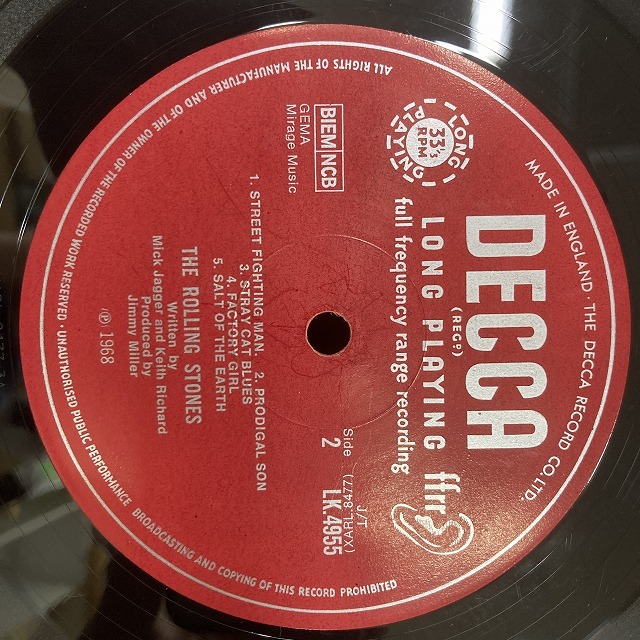 MADE IN ENGLAND · THE DECCA RECORD CO. LTD.
DECCA
(REGD)
LONG PLAYING
33⅓
RPM
LONG PLAYING ffrr
full frequency range recording
BIEM NCB
GEMA
Mirage Music
Side
2
J/T
(XARL.8477)
LK.4955
1. STREET FIGHTING MAN. 2. PRODIGAL SON
3. STRAY CAT BLUES
4. FACTORY GIRL
5. SALT OF THE EARTH
THE ROLLING STONES
Written by
Mick Jagger and Keith Richard
Produced by
Jimmy Miller
℗ 1968
ALL RIGHTS OF THE MANUFACTURER AND OF THE OWNER OF THE RECORDED WORK RESERVED · UNAUTHORISED PUBLIC PERFORMANCE BROADCASTING AND COPYING OF THIS RECORD PROHIBITED